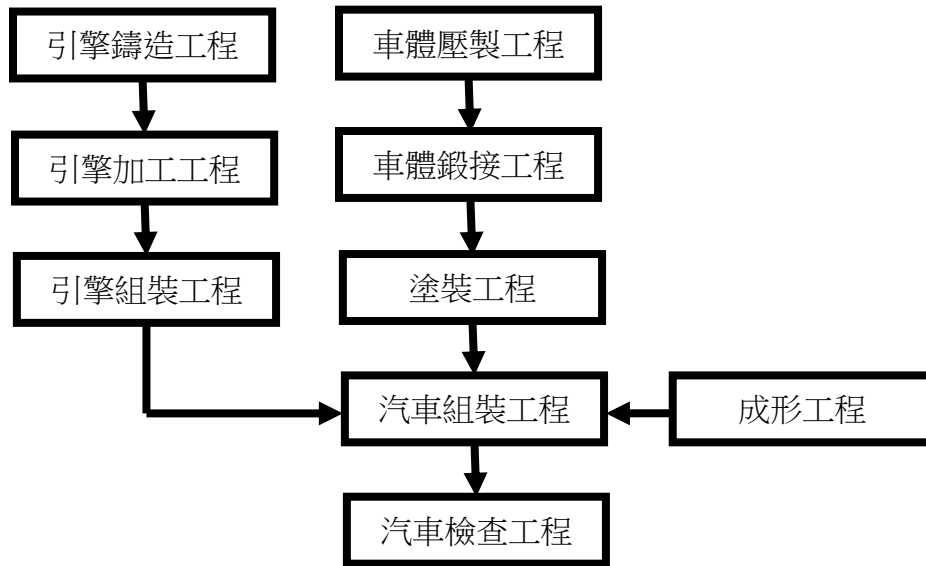 引擎鑄造工程
車體壓製工程
引擎加工工程
車體鍛接工程
引擎組裝工程
塗裝工程
汽車組裝工程
成形工程
汽車檢查工程